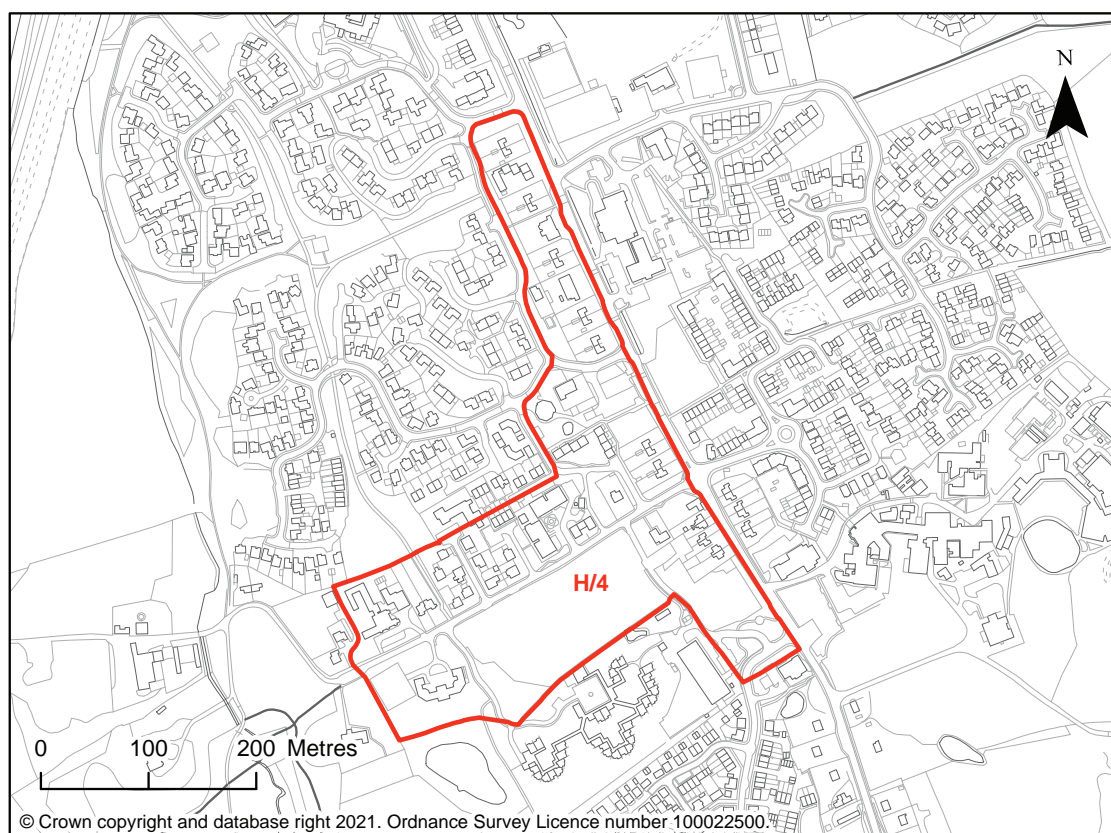 N
H/4
0 100 200 Metres
© Crown copyright and database right 2021. Ordnance Survey Licence number 100022500.